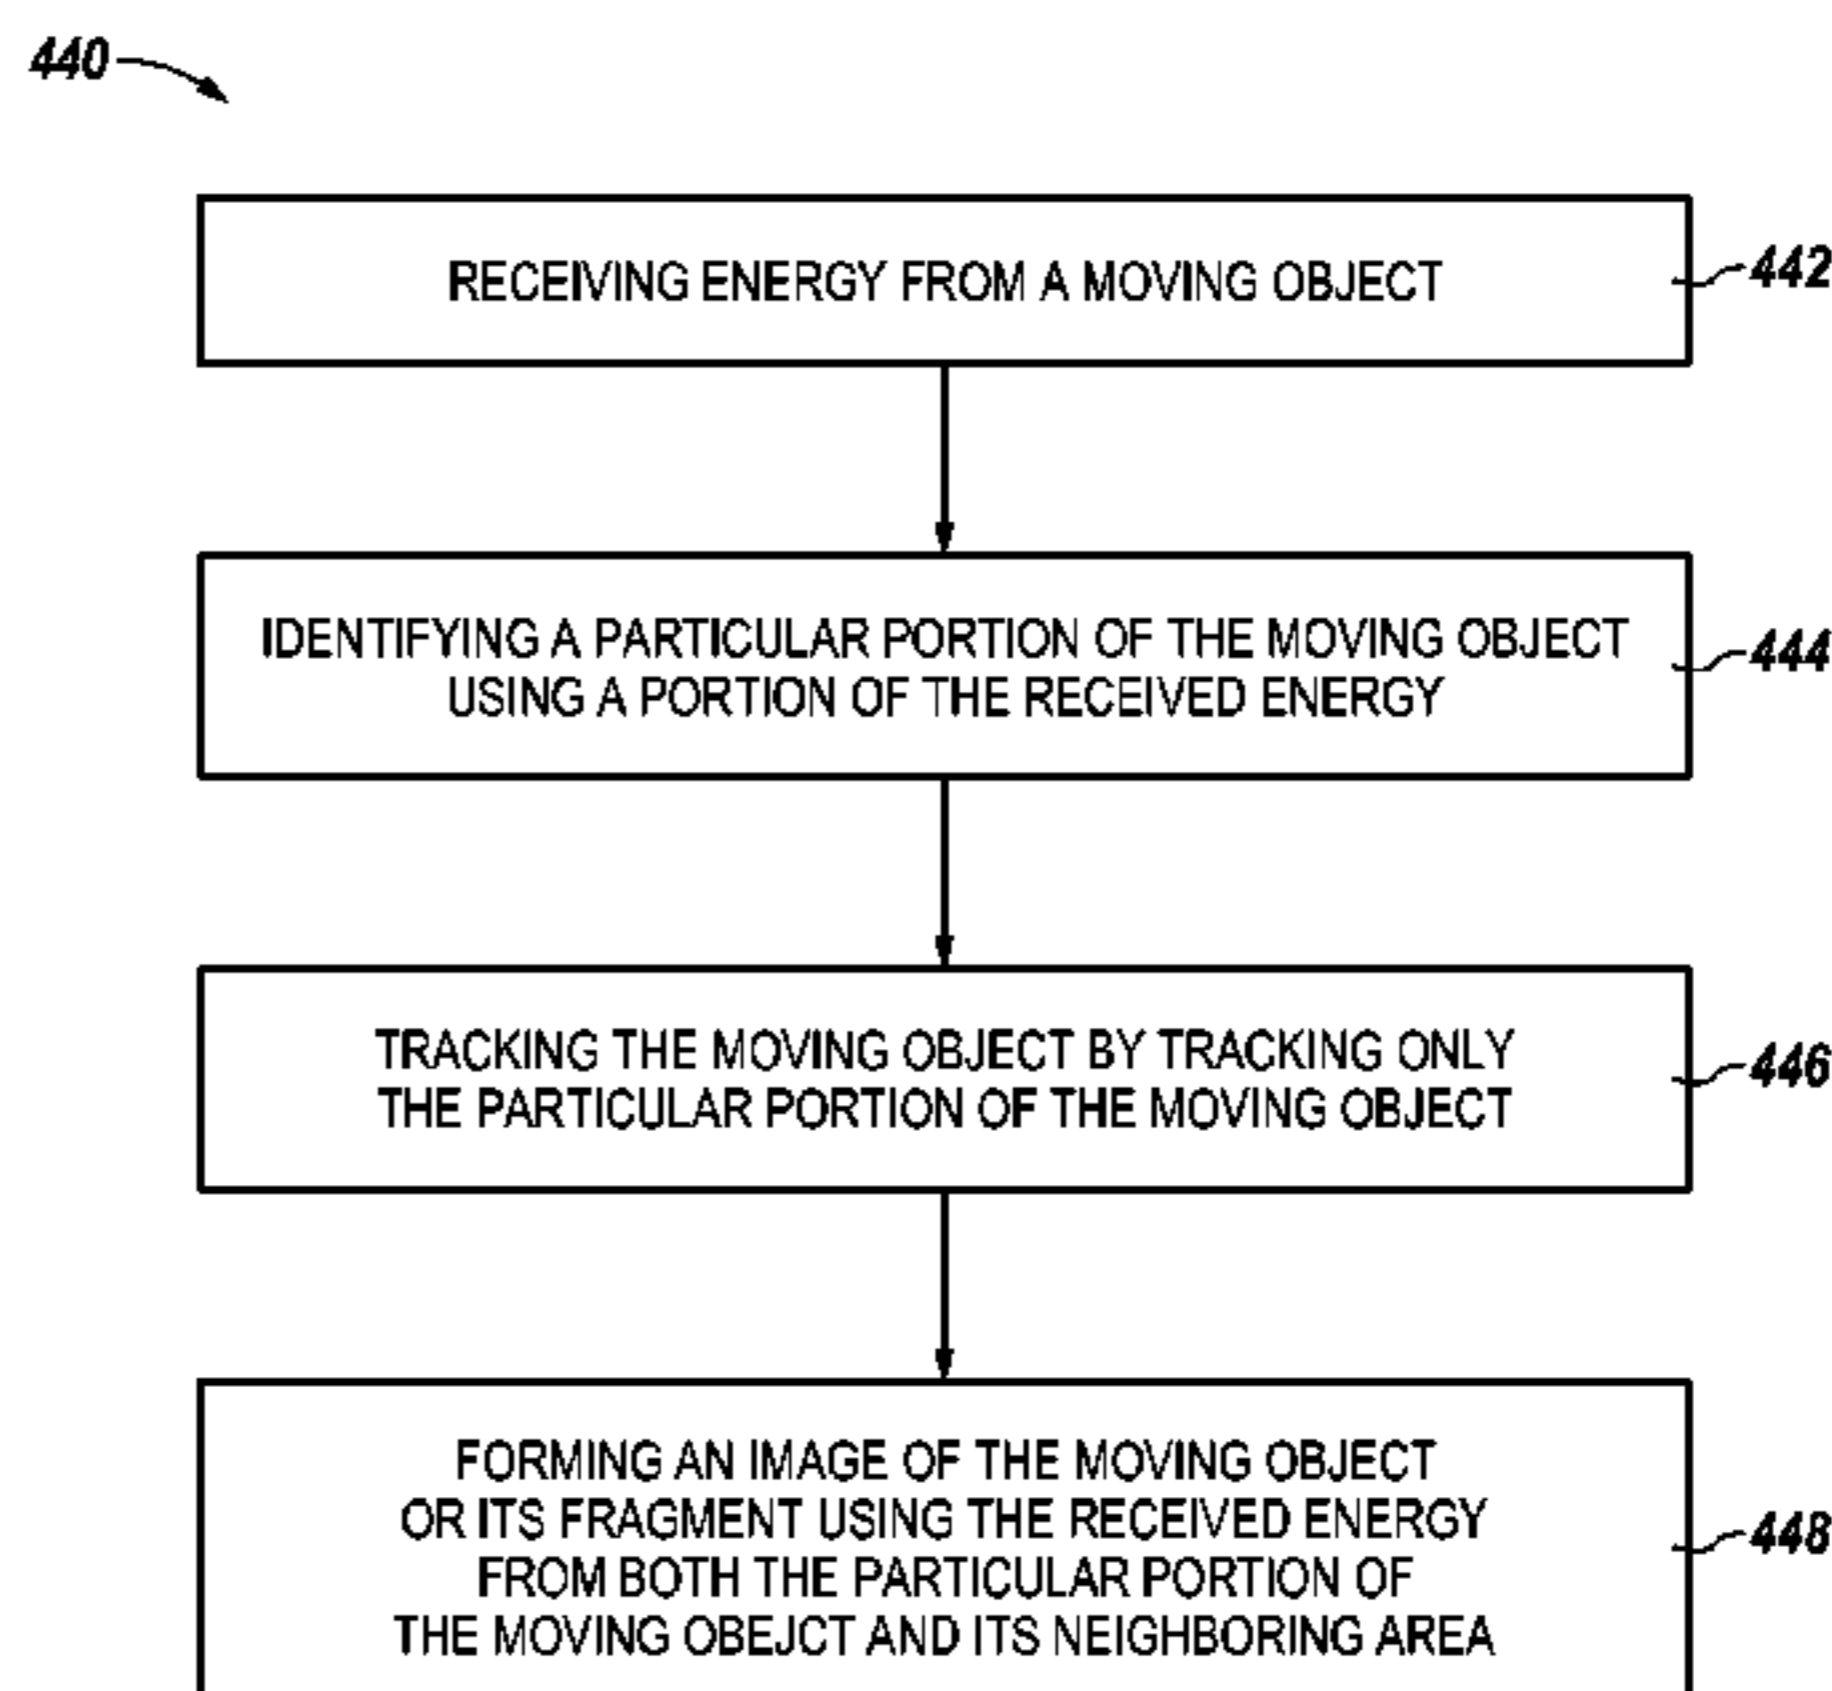 440
RECEIVING ENERGY FROM A MOVING OBJECT
442
IDENTIFYING A PARTICULAR PORTION OF THE MOVING OBJECT
USING A PORTION OF THE RECEIVED ENERGY
444
TRACKING THE MOVING OBJECT BY TRACKING ONLY
THE PARTICULAR PORTION OF THE MOVING OBJECT
446
FORMING AN IMAGE OF THE MOVING OBJECT
OR ITS FRAGMENT USING THE RECEIVED ENERGY
FROM BOTH THE PARTICULAR PORTION OF
THE MOVING OBEJCT AND ITS NEIGHBORING AREA
448